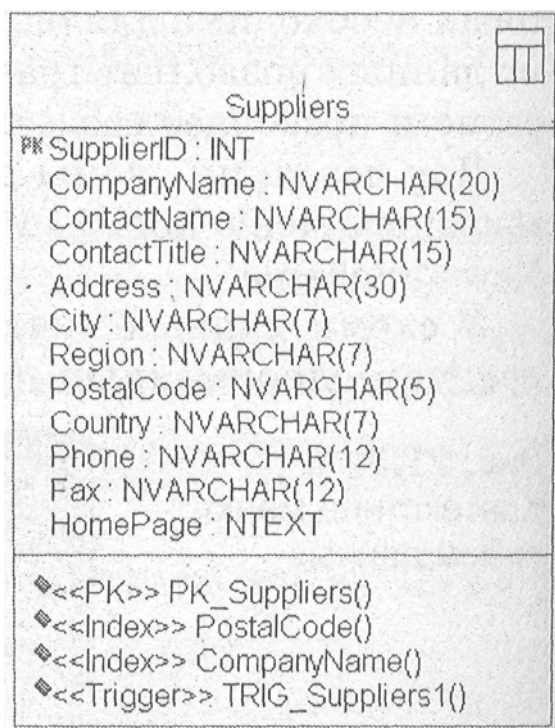 Suppliers
PK SupplierID : INT
CompanyName : NVARCHAR(20)
ContactName : NVARCHAR(15)
ContactTitle : NVARCHAR(15)
Address : NVARCHAR(30)
City : NVARCHAR(7)
Region : NVARCHAR(7)
PostalCode : NVARCHAR(5)
Country : NVARCHAR(7)
Phone : NVARCHAR(12)
Fax : NVARCHAR(12)
HomePage : NTEXT
<<PK>> PK_Suppliers()
<<Index>> PostalCode()
<<Index>> CompanyName()
<<Trigger>> TRIG_Suppliers1()